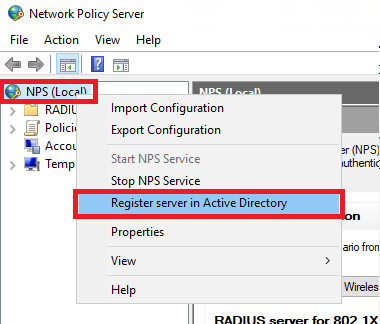 Network Policy Server
File Action View Help
NPS (Local)
NPS (Local)
Import Configuration
Export Configuration
Start NPS Service
Stop NPS Service
Register server in Active Directory
Properties
View
Help
RADIU
Policie
Accou
Temp
er (NPS)
authentic
ion
ario from
Wireles
RADIUS server for 802.1X